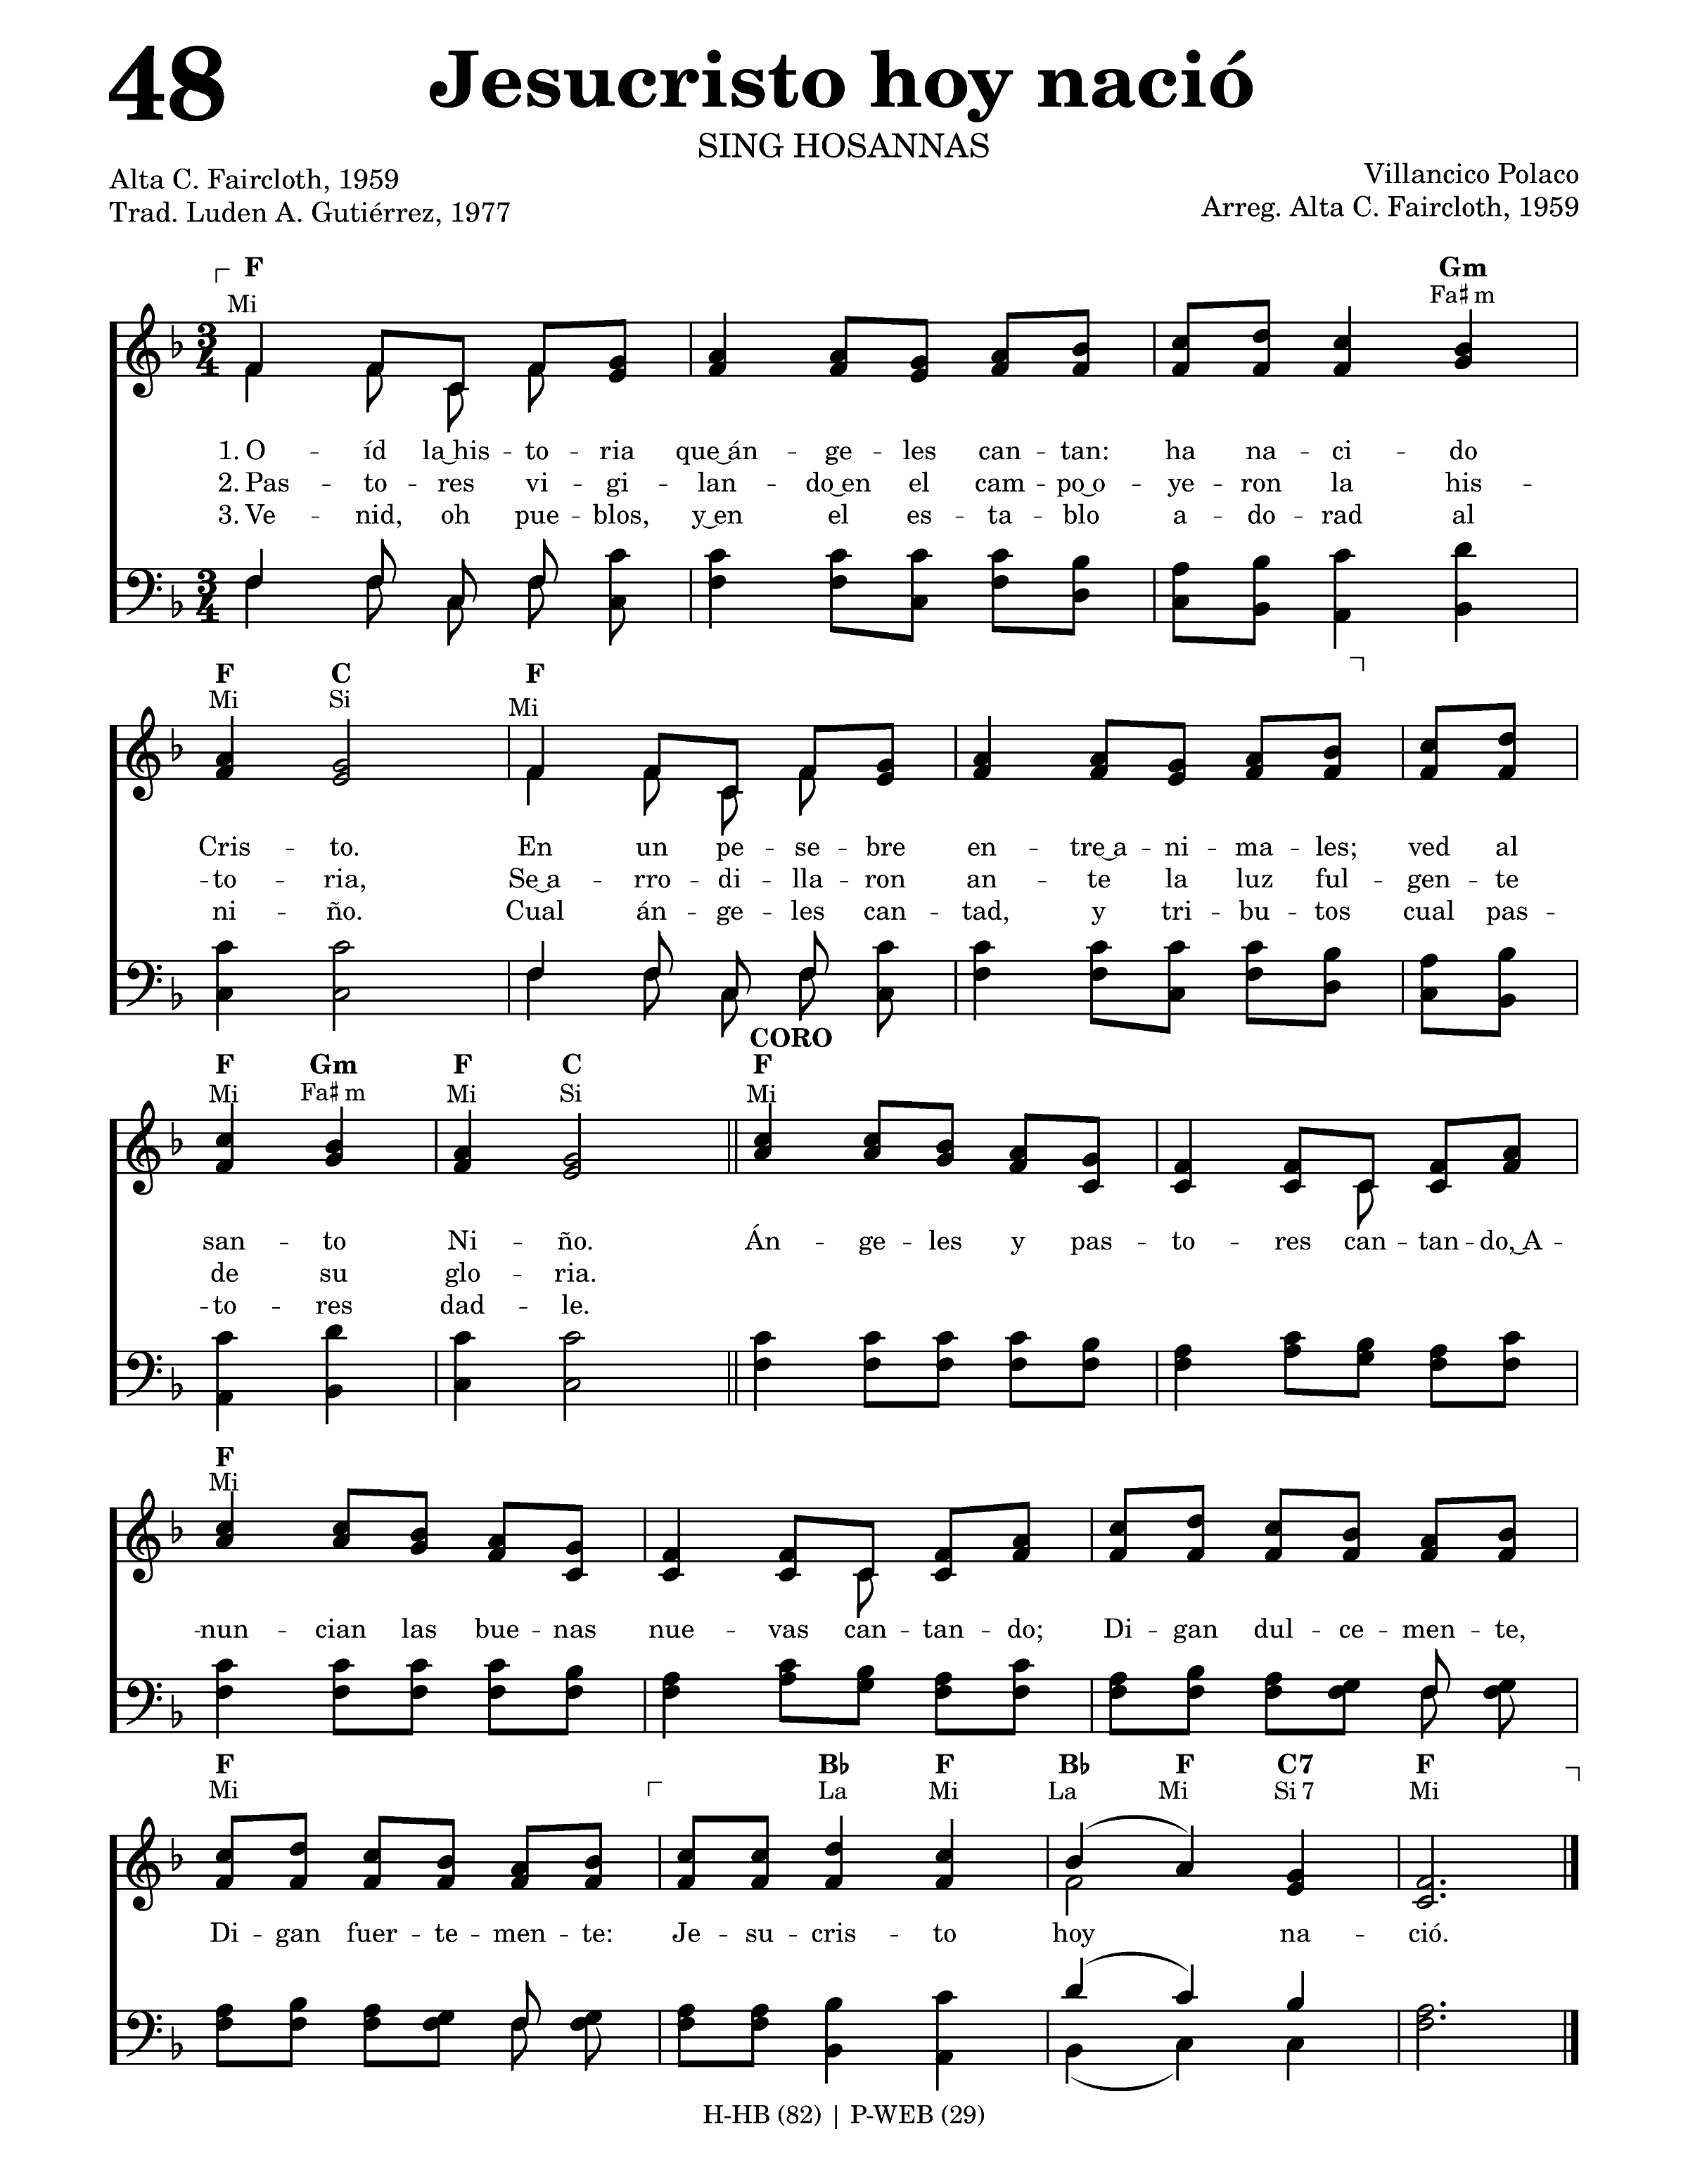 48 Jesucristo hoy nació
SING HOSANNAS
Alta C. Faircloth, 1959
Trad. Luden A. Gutiérrez, 1977
Villancico Polaco
Arreg. Alta C. Faircloth, 1959
F Gm
Mi Fa♯m
1. O - íd la his - to - ria que án - ge - les can - tan: ha na - ci - do
2. Pas - to - res vi - gi - lan - do en el cam - po o - ye - ron la his -
3. Ve - nid, oh pue - blos, y en el es - ta - blo a - do - rad al
F C F
Mi Si Mi
Cris - to. En un pe - se - bre en - tre a - ni - ma - les; ved al
- to - ria, Se a - rro - di - lla - ron an - te la luz ful - gen - te
ni - ño. Cual án - ge - les can - tad, y tri - bu - tos cual pas -
CORO
F Gm F C F
Mi Fa♯m Mi Si Mi
san - to Ni - ño. Án - ge - les y pas - to - res can - tan - do, A -
de su glo - ria.
- to - res dad - le.
F
Mi
- nun - cian las bue - nas nue - vas can - tan - do; Di - gan dul - ce - men - te,
F B♭ F B♭ F C7 F
Mi La Mi La Mi Si 7 Mi
Di - gan fuer - te - men - te: Je - su - cris - to hoy na - ció.
H-HB (82) | P-WEB (29)